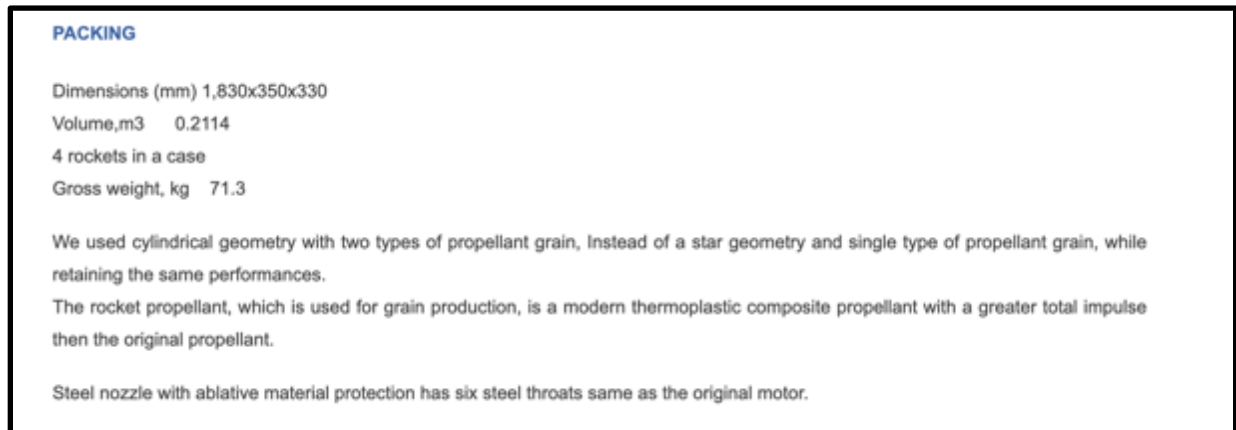 PACKING
Dimensions (mm) 1,830x350x330
Volume,m3 0.2114
4 rockets in a case
Gross weight, kg 71.3
We used cylindrical geometry with two types of propellant grain, Instead of a star geometry and single type of propellant grain, while
retaining the same performances.
The rocket propellant, which is used for grain production, is a modern thermoplastic composite propellant with a greater total impulse
then the original propellant.
Steel nozzle with ablative material protection has six steel throats same as the original motor.